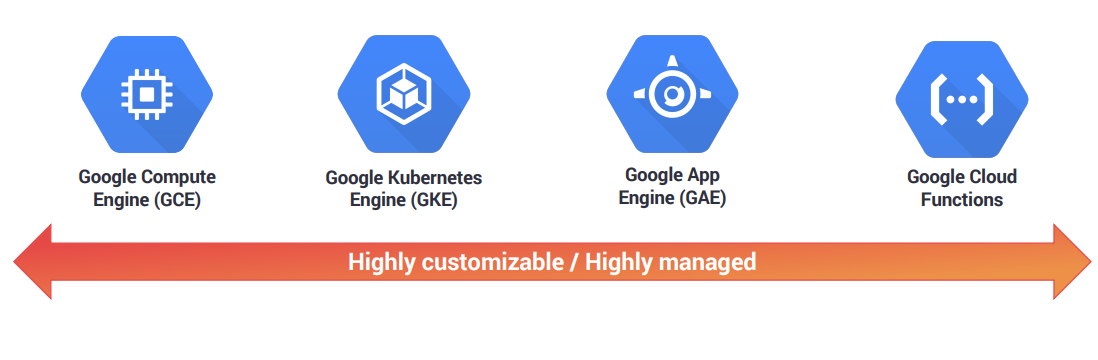 Google Compute
Engine (GCE)
Google Kubernetes
Engine (GKE)
Google App
Engine (GAE)
Google Cloud
Functions
Highly customizable / Highly managed